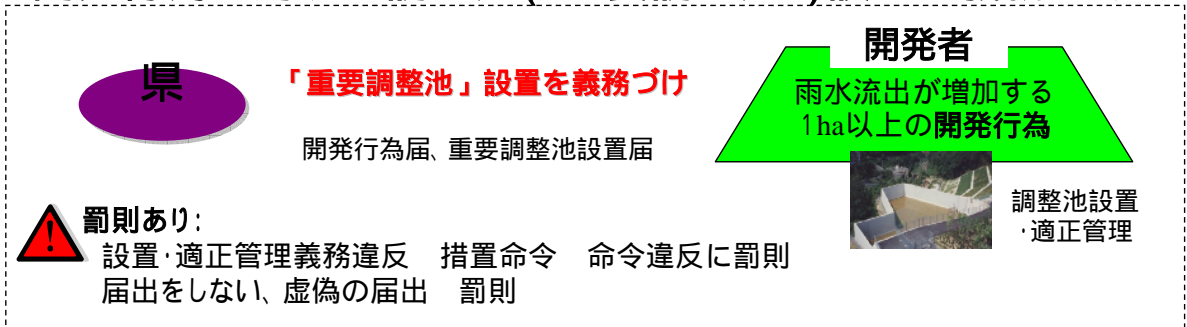 県
「重要調整池」設置を義務づけ
開発行為届、重要調整池設置届
開発者
雨水流出が増加する
1ha以上の開発行為
調整池設置
・適正管理
!
罰則あり:
設置・適正管理義務違反 措置命令 命令違反に罰則
届出をしない、虚偽の届出 罰則